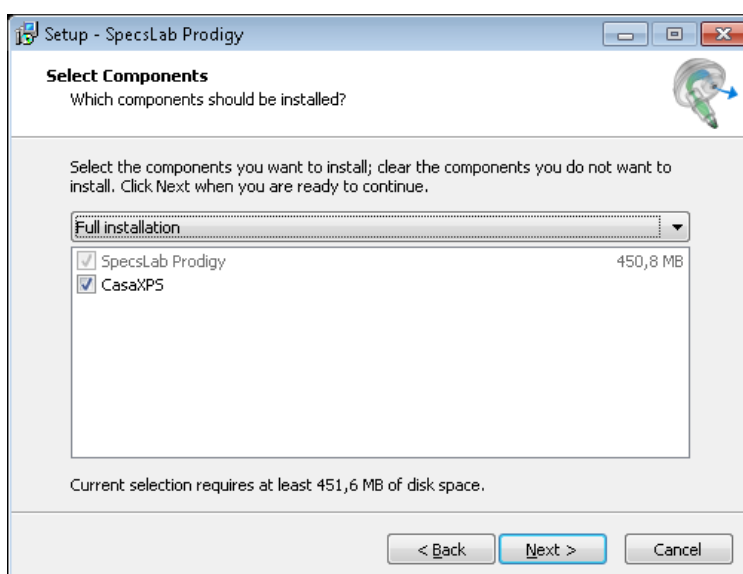 Setup - SpecsLab Prodigy
Select Components
Which components should be installed?
Select the components you want to install; clear the components you do not want to
install. Click Next when you are ready to continue.
Full installation
SpecsLab Prodigy 450,8 MB
CasaXPS
Current selection requires at least 451,6 MB of disk space.
< Back Next > Cancel